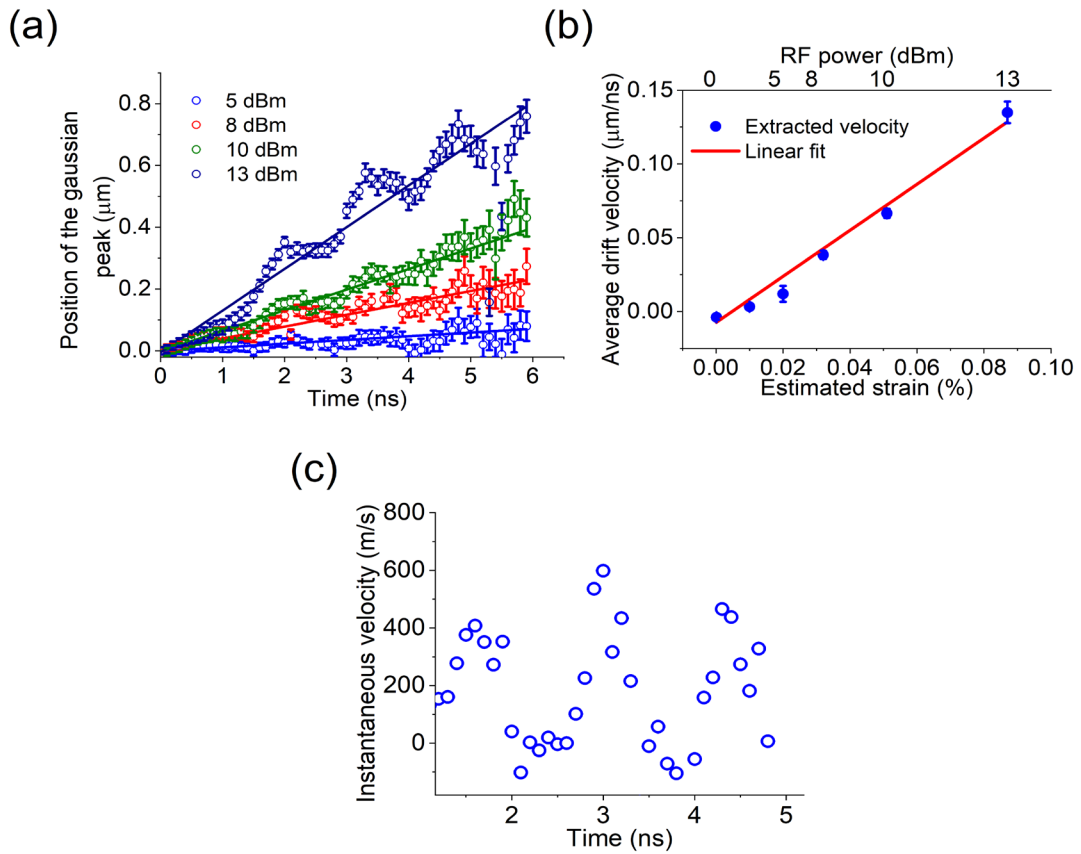 (a)
Position of the gaussian
peak (μm)
0.8
0.6
0.4
0.2
0.0
5 dBm
8 dBm
10 dBm
13 dBm
0 1 2 3 4 5 6
Time (ns)
(b)
RF power (dBm)
0 5 8 10 13
Average drift velocity (μm/ns)
0.15
0.10
0.05
0.00
Extracted velocity
Linear fit
0.00 0.02 0.04 0.06 0.08 0.10
Estimated strain (%)
(c)
Instantaneous velocity (m/s)
800
600
400
200
0
2 3 4 5
Time (ns)